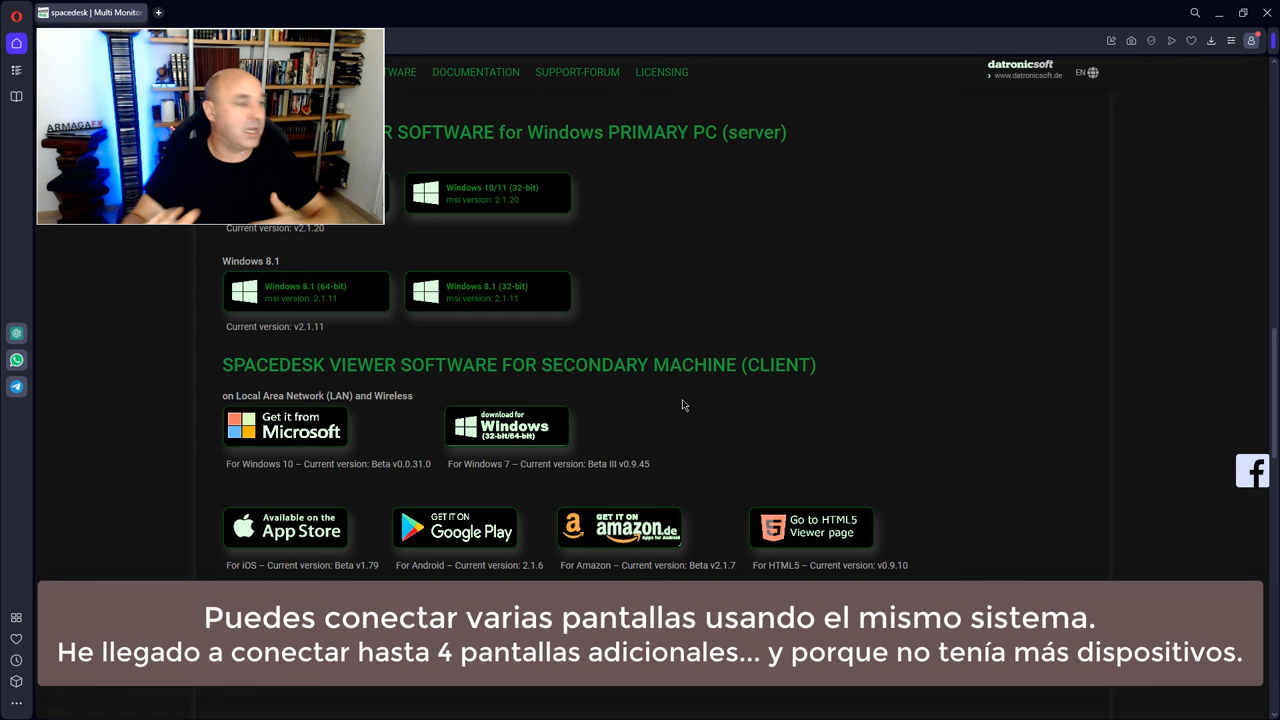 spacedesk | Multi Monito
TWARE DOCUMENTATION SUPPORT-FORUM LICENSING
datronicsoft
› www.datronicsoft.de
EN
ARMAGAEX
R SOFTWARE for Windows PRIMARY PC (server)
Windows 10/11 (32-bit)
msi version: 2.1.20
Current version: v2.1.20
Windows 8.1
Windows 8.1 (64-bit)
msi version: 2.1.11
Windows 8.1 (32-bit)
msi version: 2.1.11
Current version: v2.1.11
SPACEDESK VIEWER SOFTWARE FOR SECONDARY MACHINE (CLIENT)
on Local Area Network (LAN) and Wireless
Get it from
Microsoft
download for
Windows
(32-bit/64-bit)
For Windows 10 – Current version: Beta v0.0.31.0
For Windows 7 – Current version: Beta III v0.9.45
Available on the
App Store
GET IT ON
Google Play
GET IT ON
amazon.de
Apps for Android
Go to HTML5
Viewer page
For iOS – Current version: Beta v1.79
For Android – Current version: 2.1.6
For Amazon – Current version: Beta v2.1.7
For HTML5 – Current version: v0.9.10
Puedes conectar varias pantallas usando el mismo sistema.
He llegado a conectar hasta 4 pantallas adicionales... y porque no tenía más dispositivos.